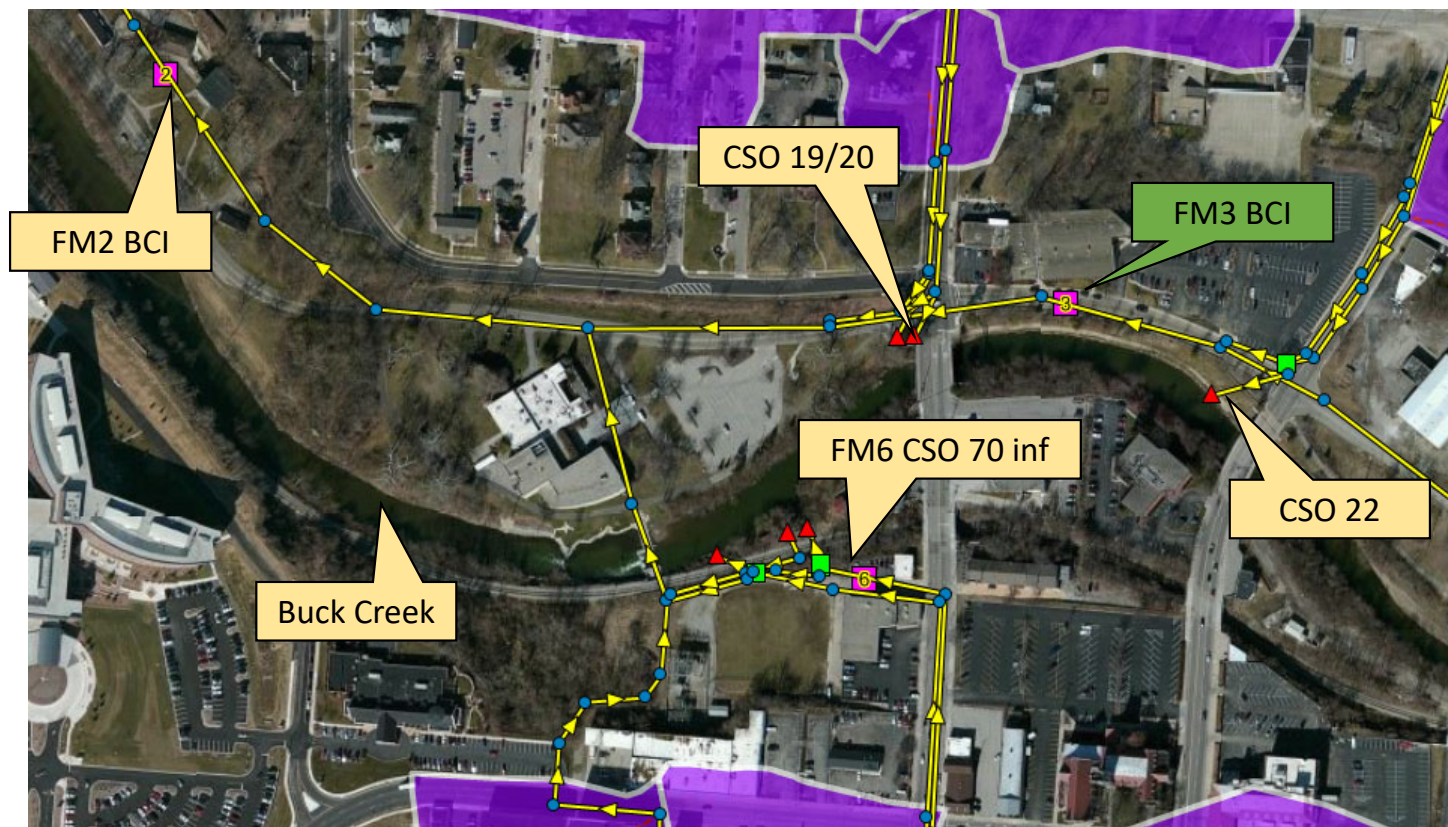 2
CSO 19/20
FM3 BCI
FM2 BCI
3
FM6 CSO 70 inf
CSO 22
6
Buck Creek